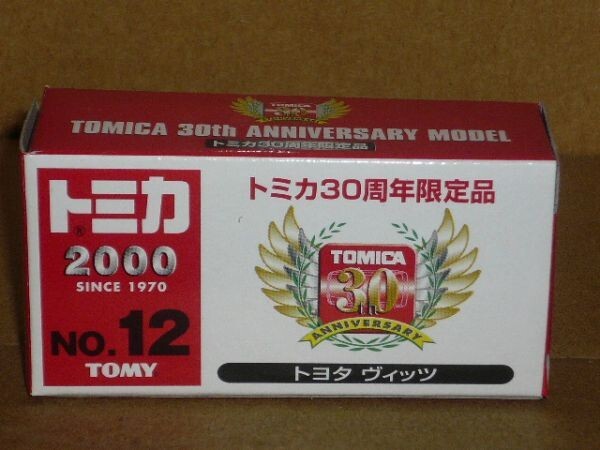 TOMICA
TOMICA 30th ANNIVERSARY MODEL
トミカ30周年限定品
トミカ
®
2000
SINCE 1970
NO.12
TOMY
トミカ30周年限定品
TOMICA
30th
ANNIVERSARY
トヨタ ヴィッツ